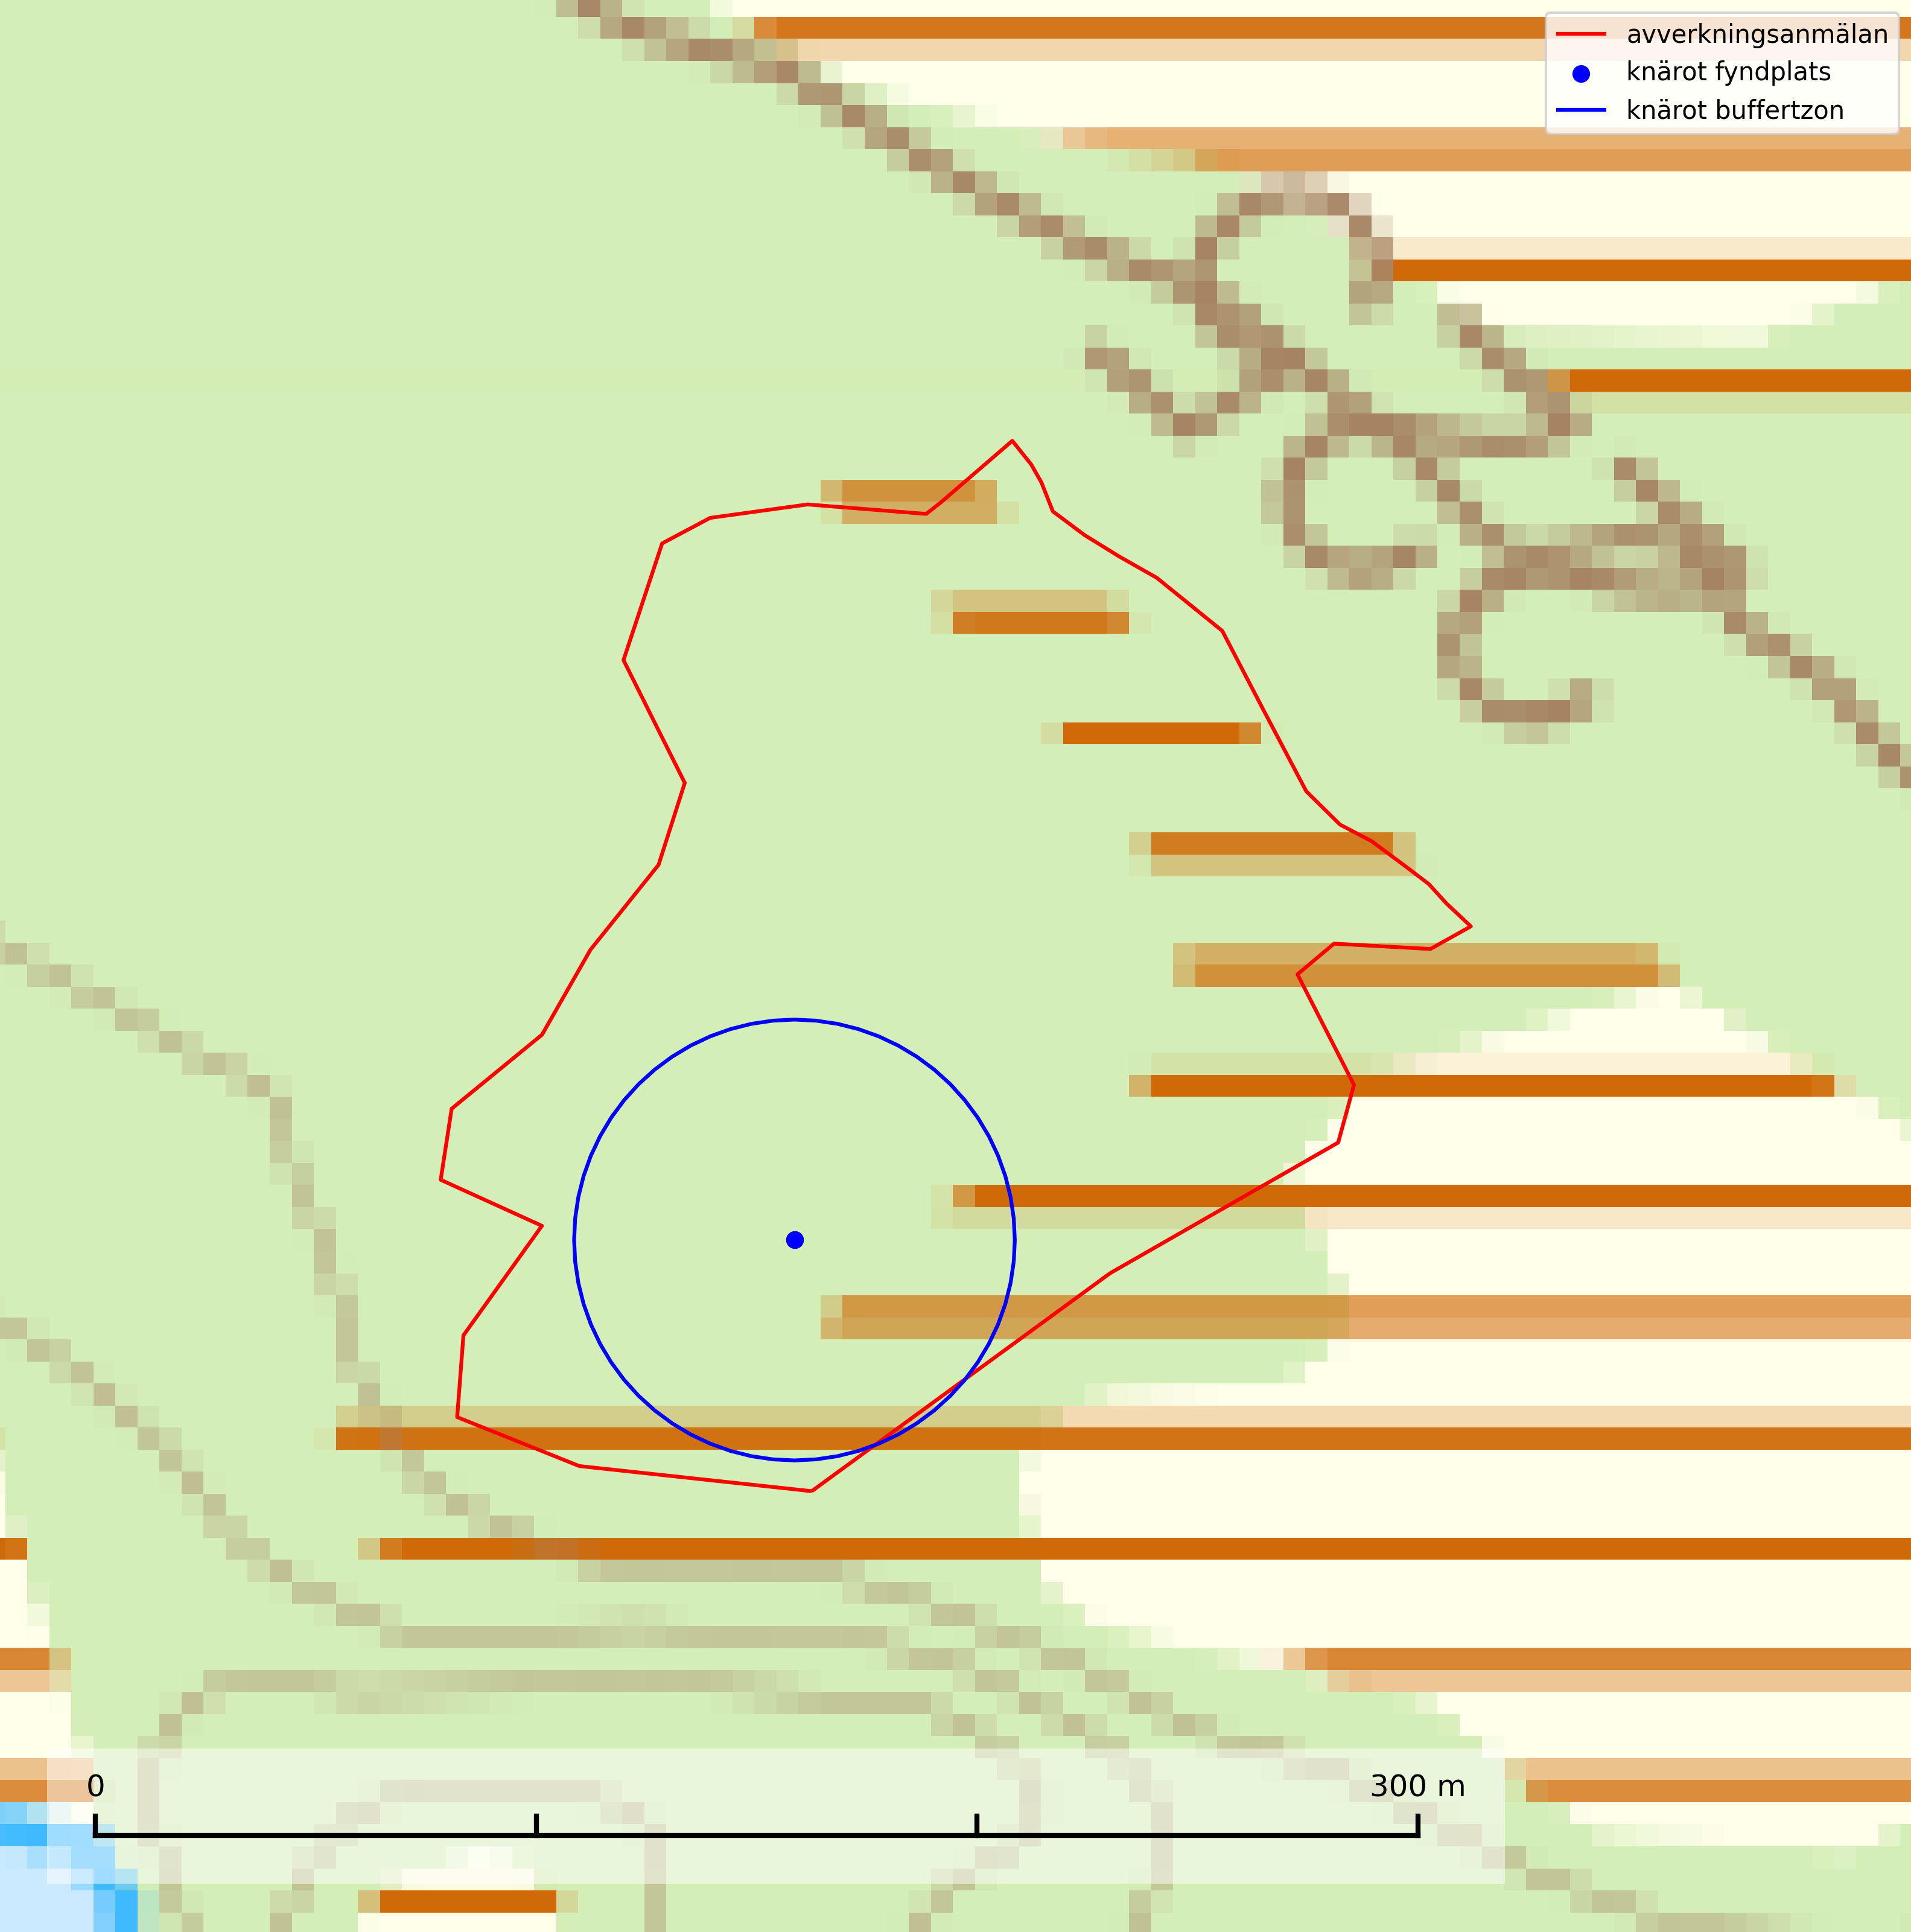 avverkningsanmälan
knärot fyndplats
knärot buffertzon
0 300 m